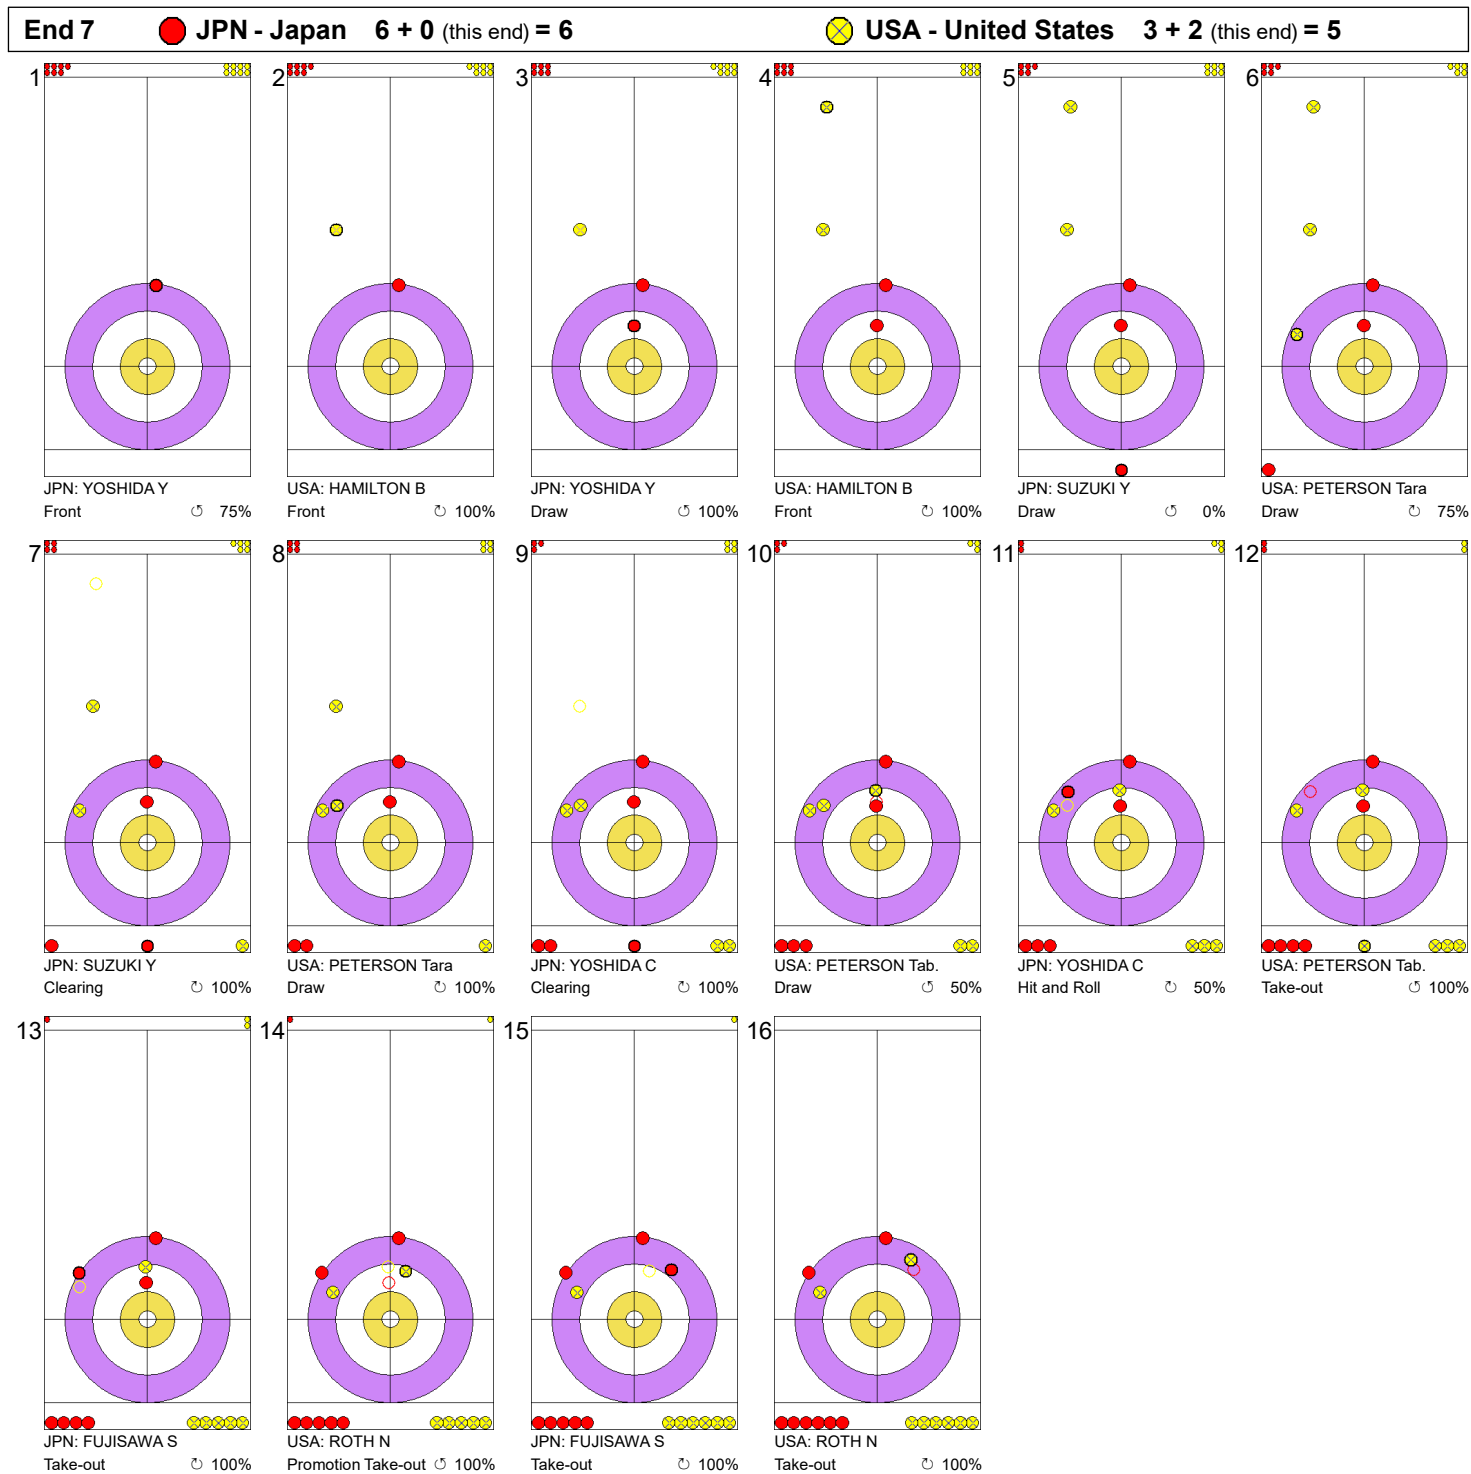 End 7 JPN - Japan 6 + 0 (this end) = 6 USA - United States 3 + 2 (this end) = 5
1 2 3 4 5 6
JPN: YOSHIDA Y USA: HAMILTON B JPN: YOSHIDA Y USA: HAMILTON B JPN: SUZUKI Y USA: PETERSON Tara
Front ↺ 75% Front ↻ 100% Draw ↺ 100% Front ↻ 100% Draw ↺ 0% Draw ↻ 75%
7 8 9 10 11 12
JPN: SUZUKI Y USA: PETERSON Tara JPN: YOSHIDA C USA: PETERSON Tab. JPN: YOSHIDA C USA: PETERSON Tab.
Clearing ↻ 100% Draw ↻ 100% Clearing ↻ 100% Draw ↺ 50% Hit and Roll ↻ 50% Take-out ↺ 100%
13 14 15 16
JPN: FUJISAWA S USA: ROTH N JPN: FUJISAWA S USA: ROTH N
Take-out ↻ 100% Promotion Take-out ↺ 100% Take-out ↻ 100% Take-out ↻ 100%